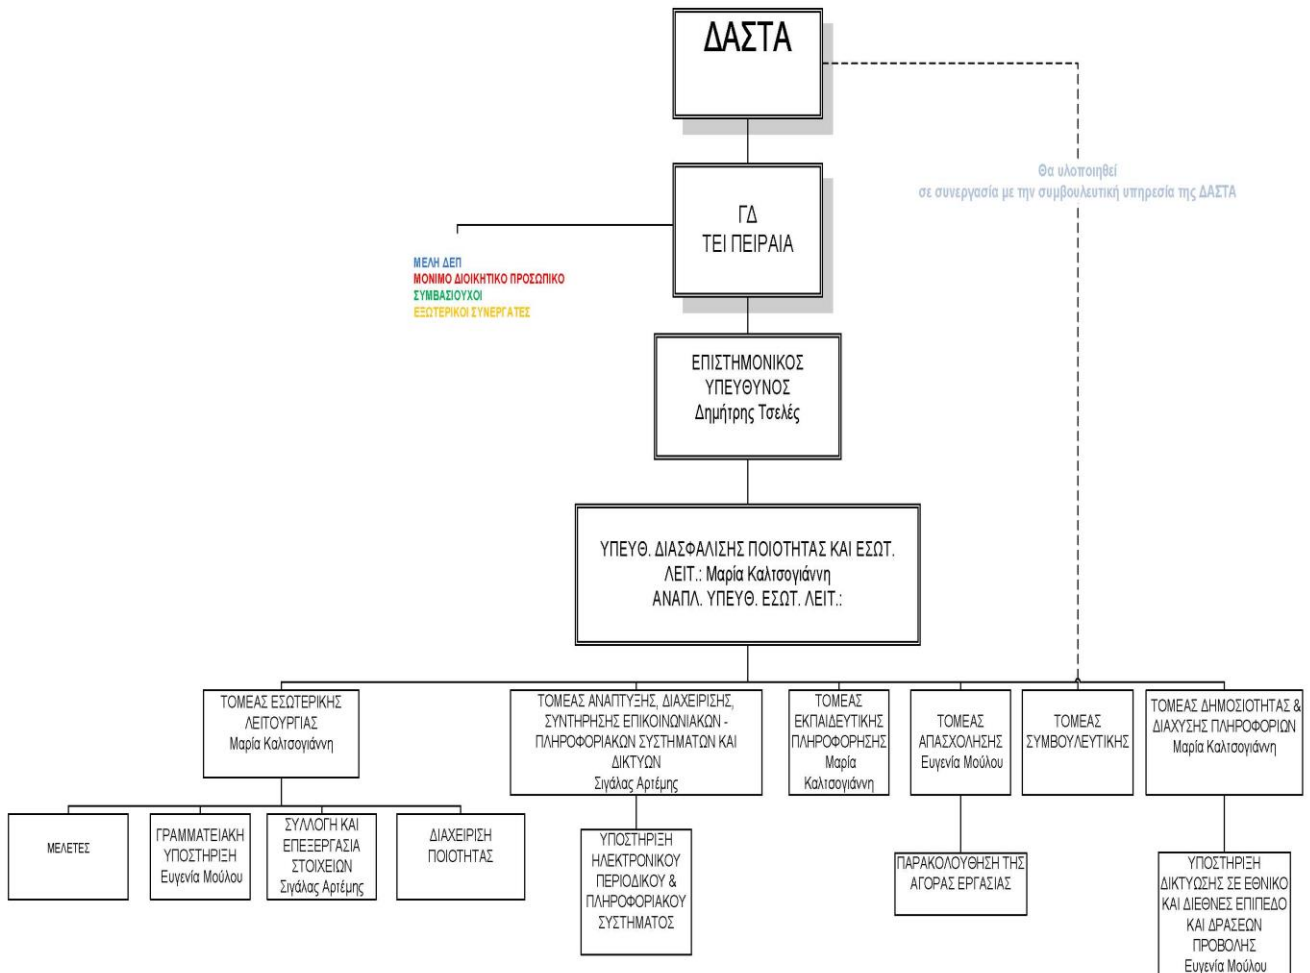 ΔΑΣΤΑ
Θα υλοποιηθεί
σε συνεργασία με την συμβουλευτική υπηρεσία της ΔΑΣΤΑ
ΓΔ
ΤΕΙ ΠΕΙΡΑΙΑ
ΜΕΛΗ ΔΕΠ
ΜΟΝΙΜΟ ΔΙΟΙΚΗΤΙΚΟ ΠΡΟΣΩΠΙΚΟ
ΣΥΜΒΑΣΙΟΥΧΟΙ
ΕΞΩΤΕΡΙΚΟΙ ΣΥΝΕΡΓΑΤΕΣ
ΕΠΙΣΤΗΜΟΝΙΚΟΣ
ΥΠΕΥΘΥΝΟΣ
Δημήτρης Τσελές
ΥΠΕΥΘ. ΔΙΑΣΦΑΛΙΣΗΣ ΠΟΙΟΤΗΤΑΣ ΚΑΙ ΕΣΩΤ.
ΛΕΙΤ.: Μαρία Καλτσογιάννη
ΑΝΑΠΛ. ΥΠΕΥΘ. ΕΣΩΤ. ΛΕΙΤ.:
ΤΟΜΕΑΣ ΕΣΩΤΕΡΙΚΗΣ
ΛΕΙΤΟΥΡΓΙΑΣ
Μαρία Καλτσογιάννη
ΤΟΜΕΑΣ ΑΝΑΠΤΥΞΗΣ, ΔΙΑΧΕΙΡΙΣΗΣ,
ΣΥΝΤΗΡΗΣΗΣ ΕΠΙΚΟΙΝΩΝΙΑΚΩΝ -
ΠΛΗΡΟΦΟΡΙΑΚΩΝ ΣΥΣΤΗΜΑΤΩΝ ΚΑΙ
ΔΙΚΤΥΩΝ
Σιγάλας Αρτέμης
ΤΟΜΕΑΣ
ΕΚΠΑΙΔΕΥΤΙΚΗΣ
ΠΛΗΡΟΦΟΡΗΣΗΣ
Μαρία
Καλτσογιάννη
ΤΟΜΕΑΣ
ΑΠΑΣΧΟΛΗΣΗΣ
Ευγενία Μούλου
ΤΟΜΕΑΣ
ΣΥΜΒΟΥΛΕΥΤΙΚΗΣ
ΤΟΜΕΑΣ ΔΗΜΟΣΙΟΤΗΤΑΣ &
ΔΙΑΧΥΣΗΣ ΠΛΗΡΟΦΟΡΙΩΝ
Μαρία Καλτσογιάννη
ΜΕΛΕΤΕΣ
ΓΡΑΜΜΑΤΕΙΑΚΗ
ΥΠΟΣΤΗΡΙΞΗ
Ευγενία Μούλου
ΣΥΛΛΟΓΗ ΚΑΙ
ΕΠΕΞΕΡΓΑΣΙΑ
ΣΤΟΙΧΕΙΩΝ
Σιγάλας Αρτέμης
ΔΙΑΧΕΙΡΙΣΗ
ΠΟΙΟΤΗΤΑΣ
ΥΠΟΣΤΗΡΙΞΗ
ΗΛΕΚΤΡΟΝΙΚΟΥ
ΠΕΡΙΟΔΙΚΟΥ &
ΠΛΗΡΟΦΟΡΙΑΚΟΥ
ΣΥΣΤΗΜΑΤΟΣ
ΠΑΡΑΚΟΛΟΥΘΗΣΗ ΤΗΣ
ΑΓΟΡΑΣ ΕΡΓΑΣΙΑΣ
ΥΠΟΣΤΗΡΙΞΗ
ΔΙΚΤΥΩΣΗΣ ΣΕ ΕΘΝΙΚΟ
ΚΑΙ ΔΙΕΘΝΕΣ ΕΠΙΠΕΔΟ
ΚΑΙ ΔΡΑΣΕΩΝ
ΠΡΟΒΟΛΗΣ
Ευγενία Μούλου